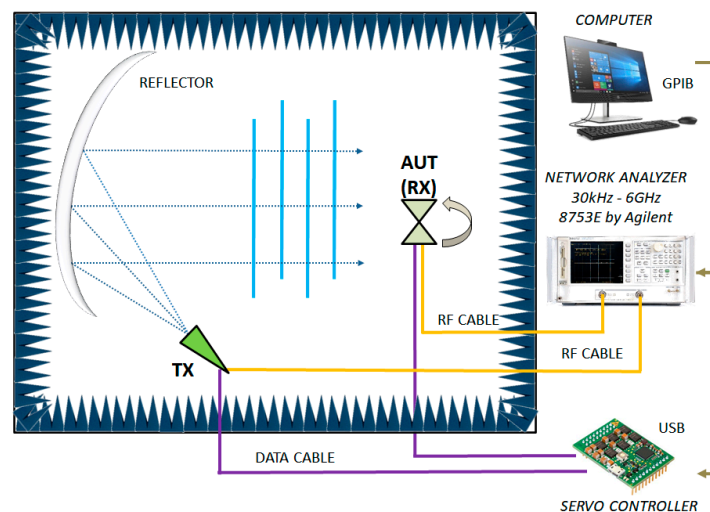 COMPUTER
REFLECTOR
GPIB
AUT
(RX)
NETWORK ANALYZER
30kHz - 6GHz
8753E by Agilent
RF CABLE
RF CABLE
TX
USB
DATA CABLE
SERVO CONTROLLER